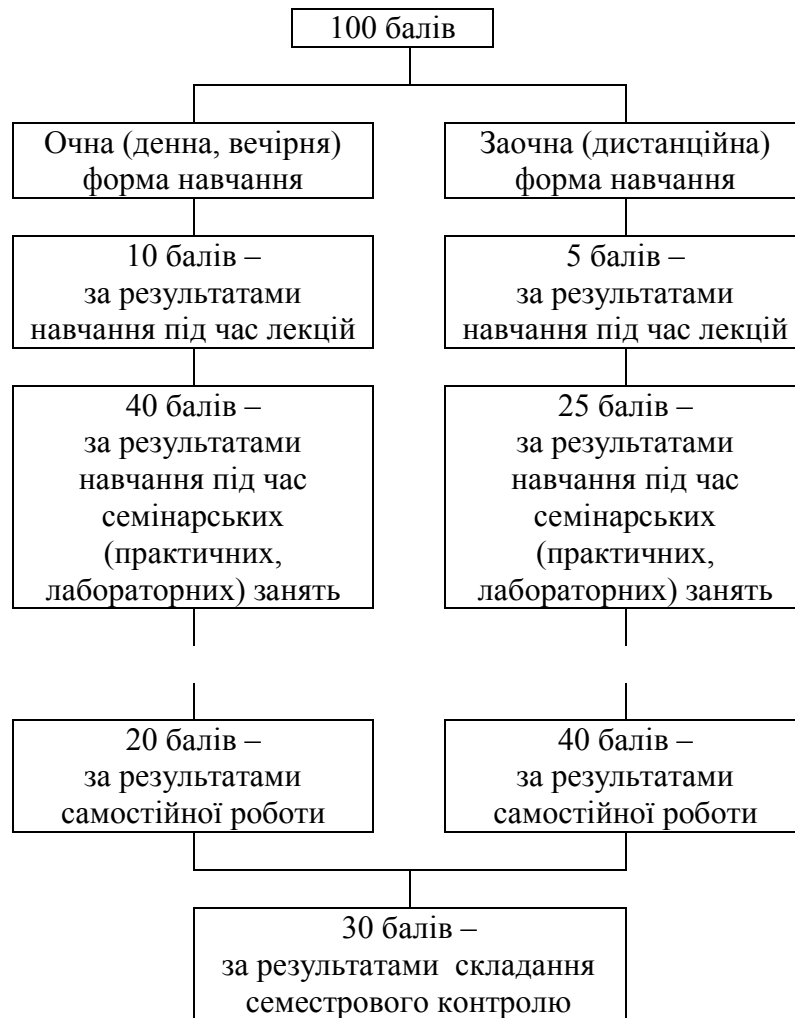 100 балів
Очна (денна, вечірня)
форма навчання
Заочна (дистанційна)
форма навчання
10 балів –
за результатами
навчання під час лекцій
5 балів –
за результатами
навчання під час лекцій
40 балів –
за результатами
навчання під час
семінарських
(практичних,
лабораторних) занять
25 балів –
за результатами
навчання під час
семінарських
(практичних,
лабораторних) занять
20 балів –
за результатами
самостійної роботи
40 балів –
за результатами
самостійної роботи
30 балів –
за результатами складання
семестрового контролю